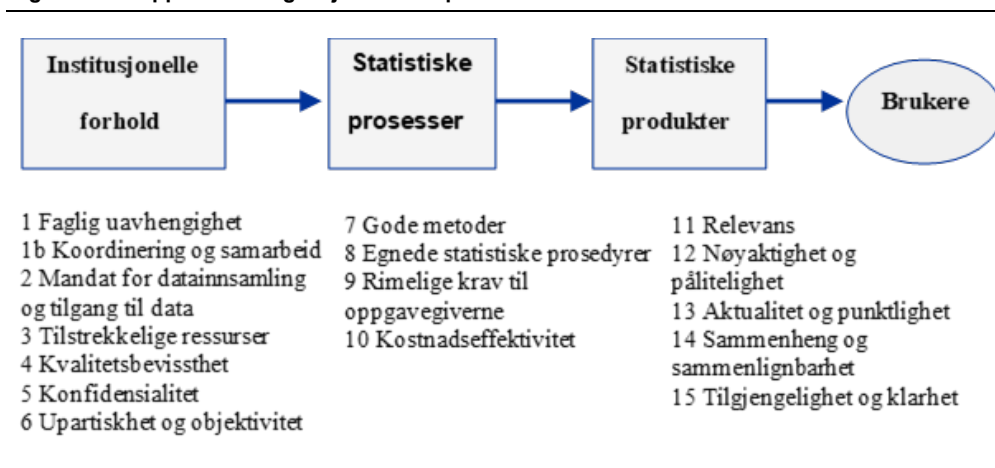 Institusjonelle
forhold
Statistiske
prosesser
Statistiske
produkter
Brukere
1 Faglig uavhengighet
1b Koordinering og samarbeid
2 Mandat for datainnsamling
og tilgang til data
3 Tilstrekkelige ressurser
4 Kvalitetsbevissthet
5 Konfidensialitet
6 Upartiskhet og objektivitet
7 Gode metoder
8 Egnede statistiske prosedyrer
9 Rimelige krav til
oppgavegiverne
10 Kostnadseffektivitet
11 Relevans
12 Nøyaktighet og
pålitelighet
13 Aktualitet og punktlighet
14 Sammenheng og
sammenlignbarhet
15 Tilgjengelighet og klarhet